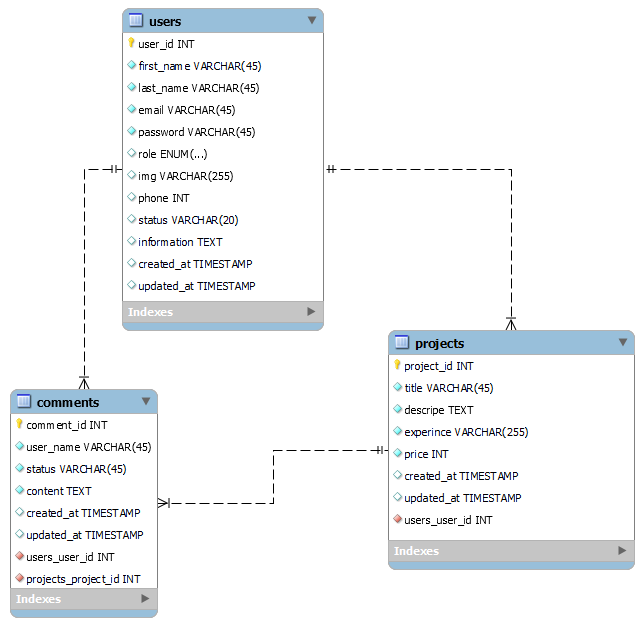 users
user_id INT
first_name VARCHAR(45)
last_name VARCHAR(45)
email VARCHAR(45)
password VARCHAR(45)
role ENUM(...)
img VARCHAR(255)
phone INT
status VARCHAR(20)
information TEXT
created_at TIMESTAMP
updated_at TIMESTAMP
Indexes
projects
project_id INT
title VARCHAR(45)
descripe TEXT
experince VARCHAR(255)
price INT
created_at TIMESTAMP
updated_at TIMESTAMP
users_user_id INT
Indexes
comments
comment_id INT
user_name VARCHAR(45)
status VARCHAR(45)
content TEXT
created_at TIMESTAMP
updated_at TIMESTAMP
users_user_id INT
projects_project_id INT
Indexes